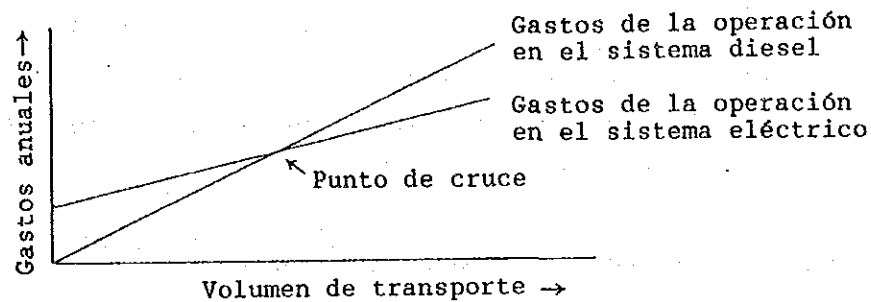 Gastos de la operación
en el sistema diesel
Gastos de la operación
en el sistema eléctrico
Punto de cruce
Gastos anuales→
Volumen de transporte →